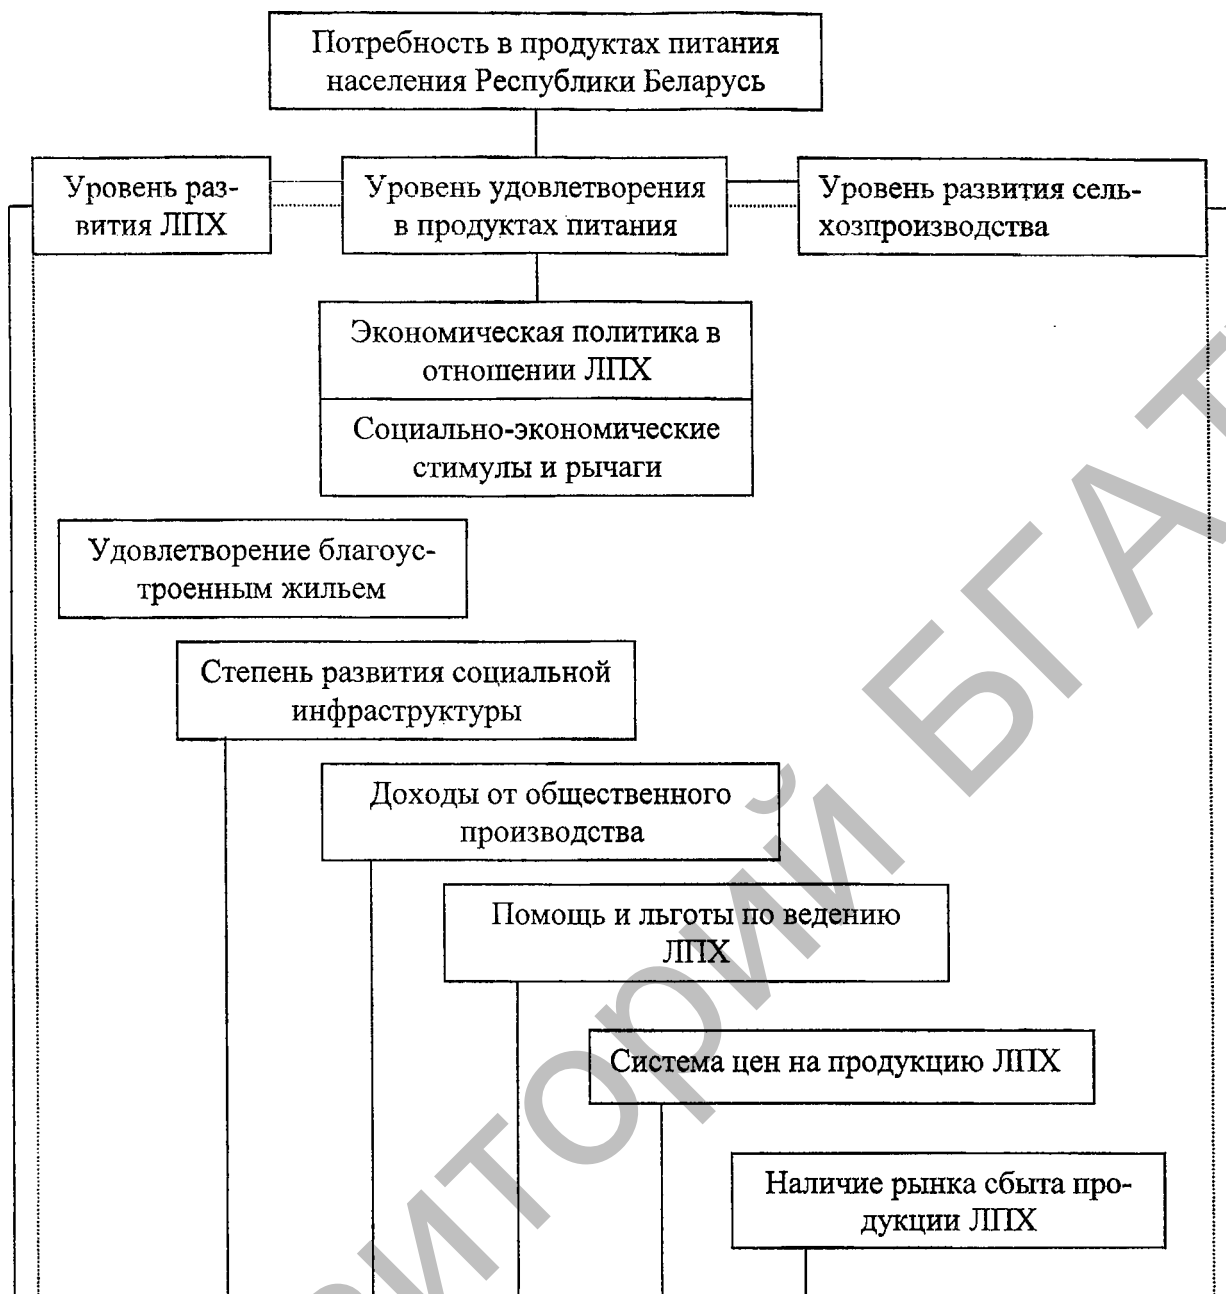 Потребность в продуктах питания
населения Республики Беларусь
Уровень раз-
вития ЛПХ
Уровень удовлетворения
в продуктах питания
Уровень развития сель-
хозпроизводства
Экономическая политика в
отношении ЛПХ
Социально-экономические
стимулы и рычаги
Удовлетворение благоус-
троенным жильем
Степень развития социальной
инфраструктуры
Доходы от общественного
производства
Помощь и льготы по ведению
ЛПХ
Система цен на продукцию ЛПХ
Наличие рынка сбыта про-
дукции ЛПХ
иторий БГАТ